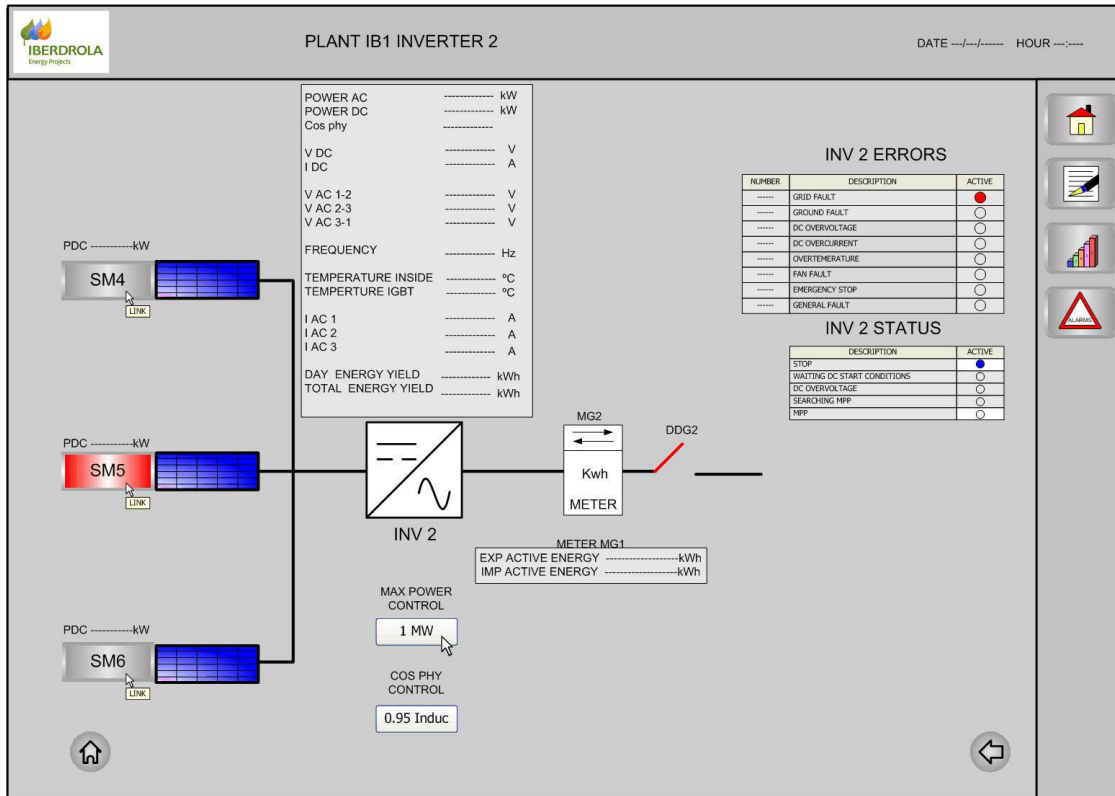 IBERDROLA
Energy Projects
PLANT IB1 INVERTER 2
DATE ---/---/------ HOUR ---:----
POWER AC ------------- kW
POWER DC ------------- kW
Cos phy -------------
V DC ------------- V
I DC ------------- A
V AC 1-2 ------------- V
V AC 2-3 ------------- V
V AC 3-1 ------------- V
FREQUENCY ------------- Hz
TEMPERATURE INSIDE ------------- ºC
TEMPERTURE IGBT ------------- ºC
I AC 1 ------------- A
I AC 2 ------------- A
I AC 3 ------------- A
DAY ENERGY YIELD ------------- kWh
TOTAL ENERGY YIELD ------------- kWh
INV 2 ERRORS
NUMBER DESCRIPTION ACTIVE
------ GRID FAULT
------ GROUND FAULT
------ DC OVERVOLTAGE
------ DC OVERCURRENT
------ OVERTEMERATURE
------ FAN FAULT
------ EMERGENCY STOP
------ GENERAL FAULT
INV 2 STATUS
DESCRIPTION ACTIVE
STOP
WAITING DC START CONDITIONS
DC OVERVOLTAGE
SEARCHING MPP
MPP
ALARMS
PDC -----------kW
SM4
LINK
PDC -----------kW
SM5
LINK
PDC -----------kW
SM6
LINK
INV 2
MG2
Kwh
METER
DDG2
METER MG1
EXP ACTIVE ENERGY -------------------kWh
IMP ACTIVE ENERGY -------------------kWh
MAX POWER
CONTROL
1 MW
COS PHY
CONTROL
0.95 Induc